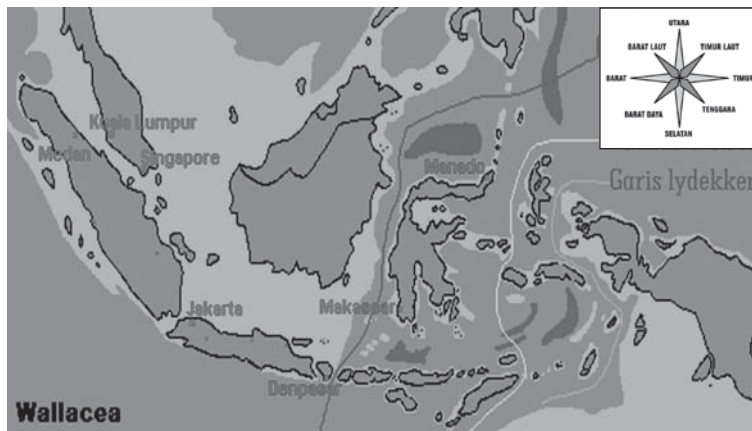 UTARA
BARAT LAUT
TIMUR LAUT
BARAT
TIMUR
BARAT DAYA
TENGGARA
SELATAN
Kuala Lumpur
Medan
Singapore
Manado
Garis lydekker
Makassar
Jakarta
Denpasar
Wallacea